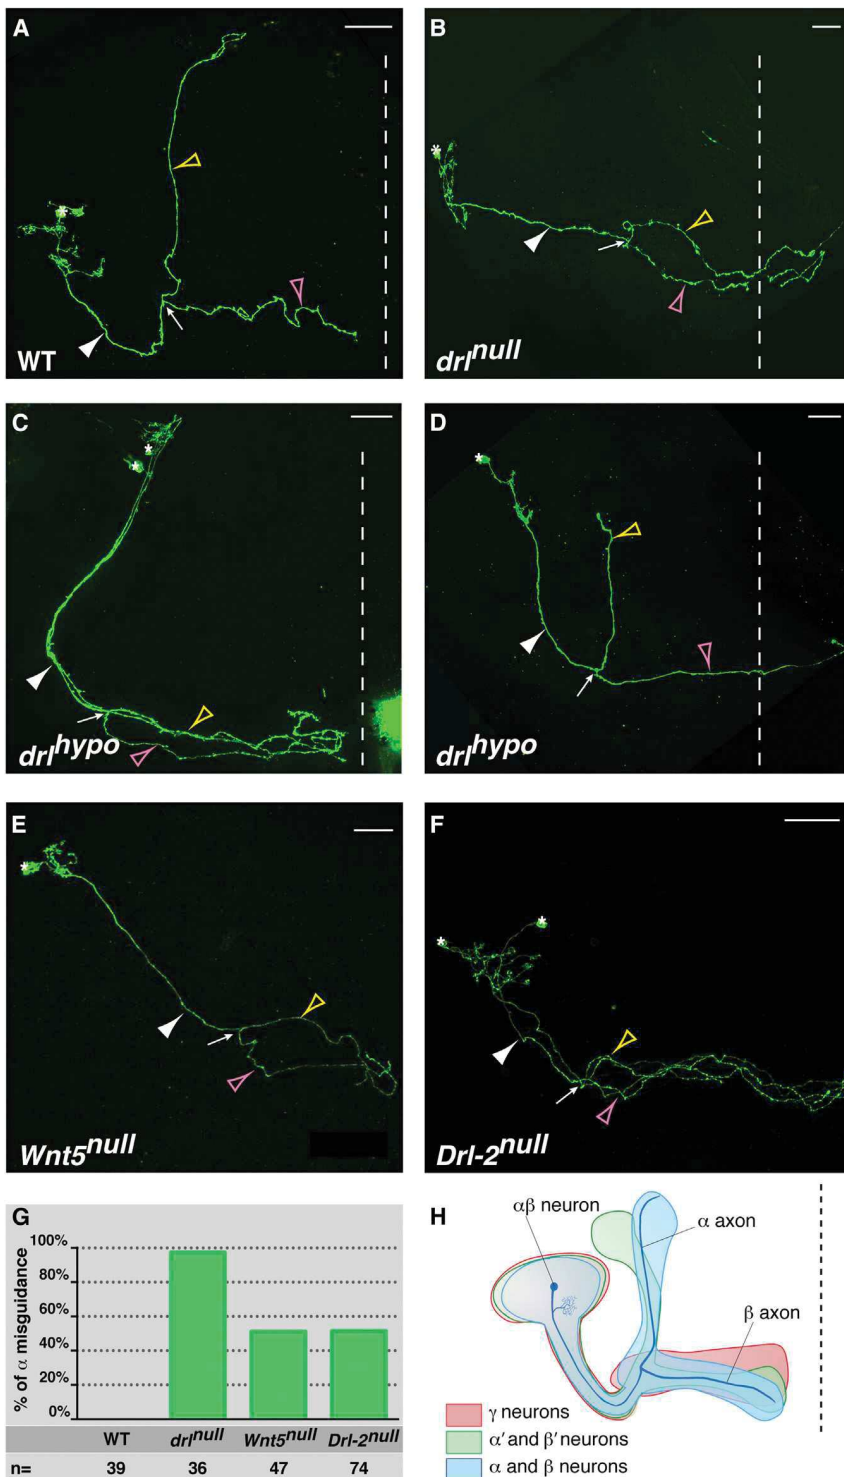 A
WT
B
drl null
C
drl hypo
D
drl hypo
E
Wnt5 null
F
Drl-2 null
G
% of α misguidance
100%
80%
60%
40%
20%
0%
WT drl null Wnt5 null Drl-2 null
n= 39 36 47 74
H
αβ neuron
α axon
β axon
γ neurons
α′ and β′ neurons
α and β neurons